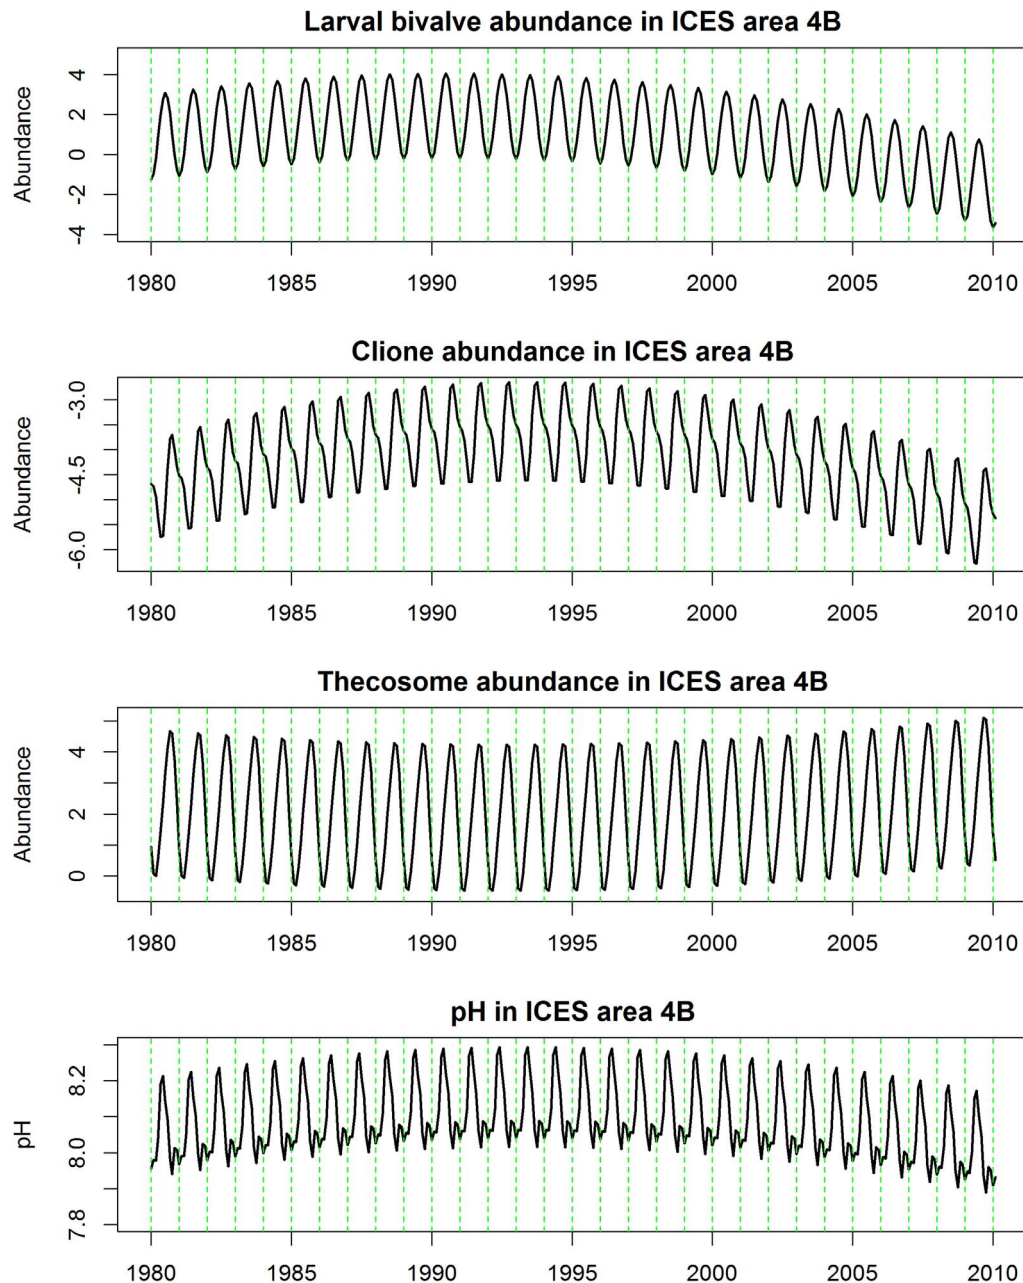 Larval bivalve abundance in ICES area 4B
Abundance
4
2
0
-2
-4
1980 1985 1990 1995 2000 2005 2010
Clione abundance in ICES area 4B
Abundance
-3.0
-4.5
-6.0
1980 1985 1990 1995 2000 2005 2010
Thecosome abundance in ICES area 4B
Abundance
4
2
0
1980 1985 1990 1995 2000 2005 2010
pH in ICES area 4B
pH
8.2
8.0
7.8
1980 1985 1990 1995 2000 2005 2010